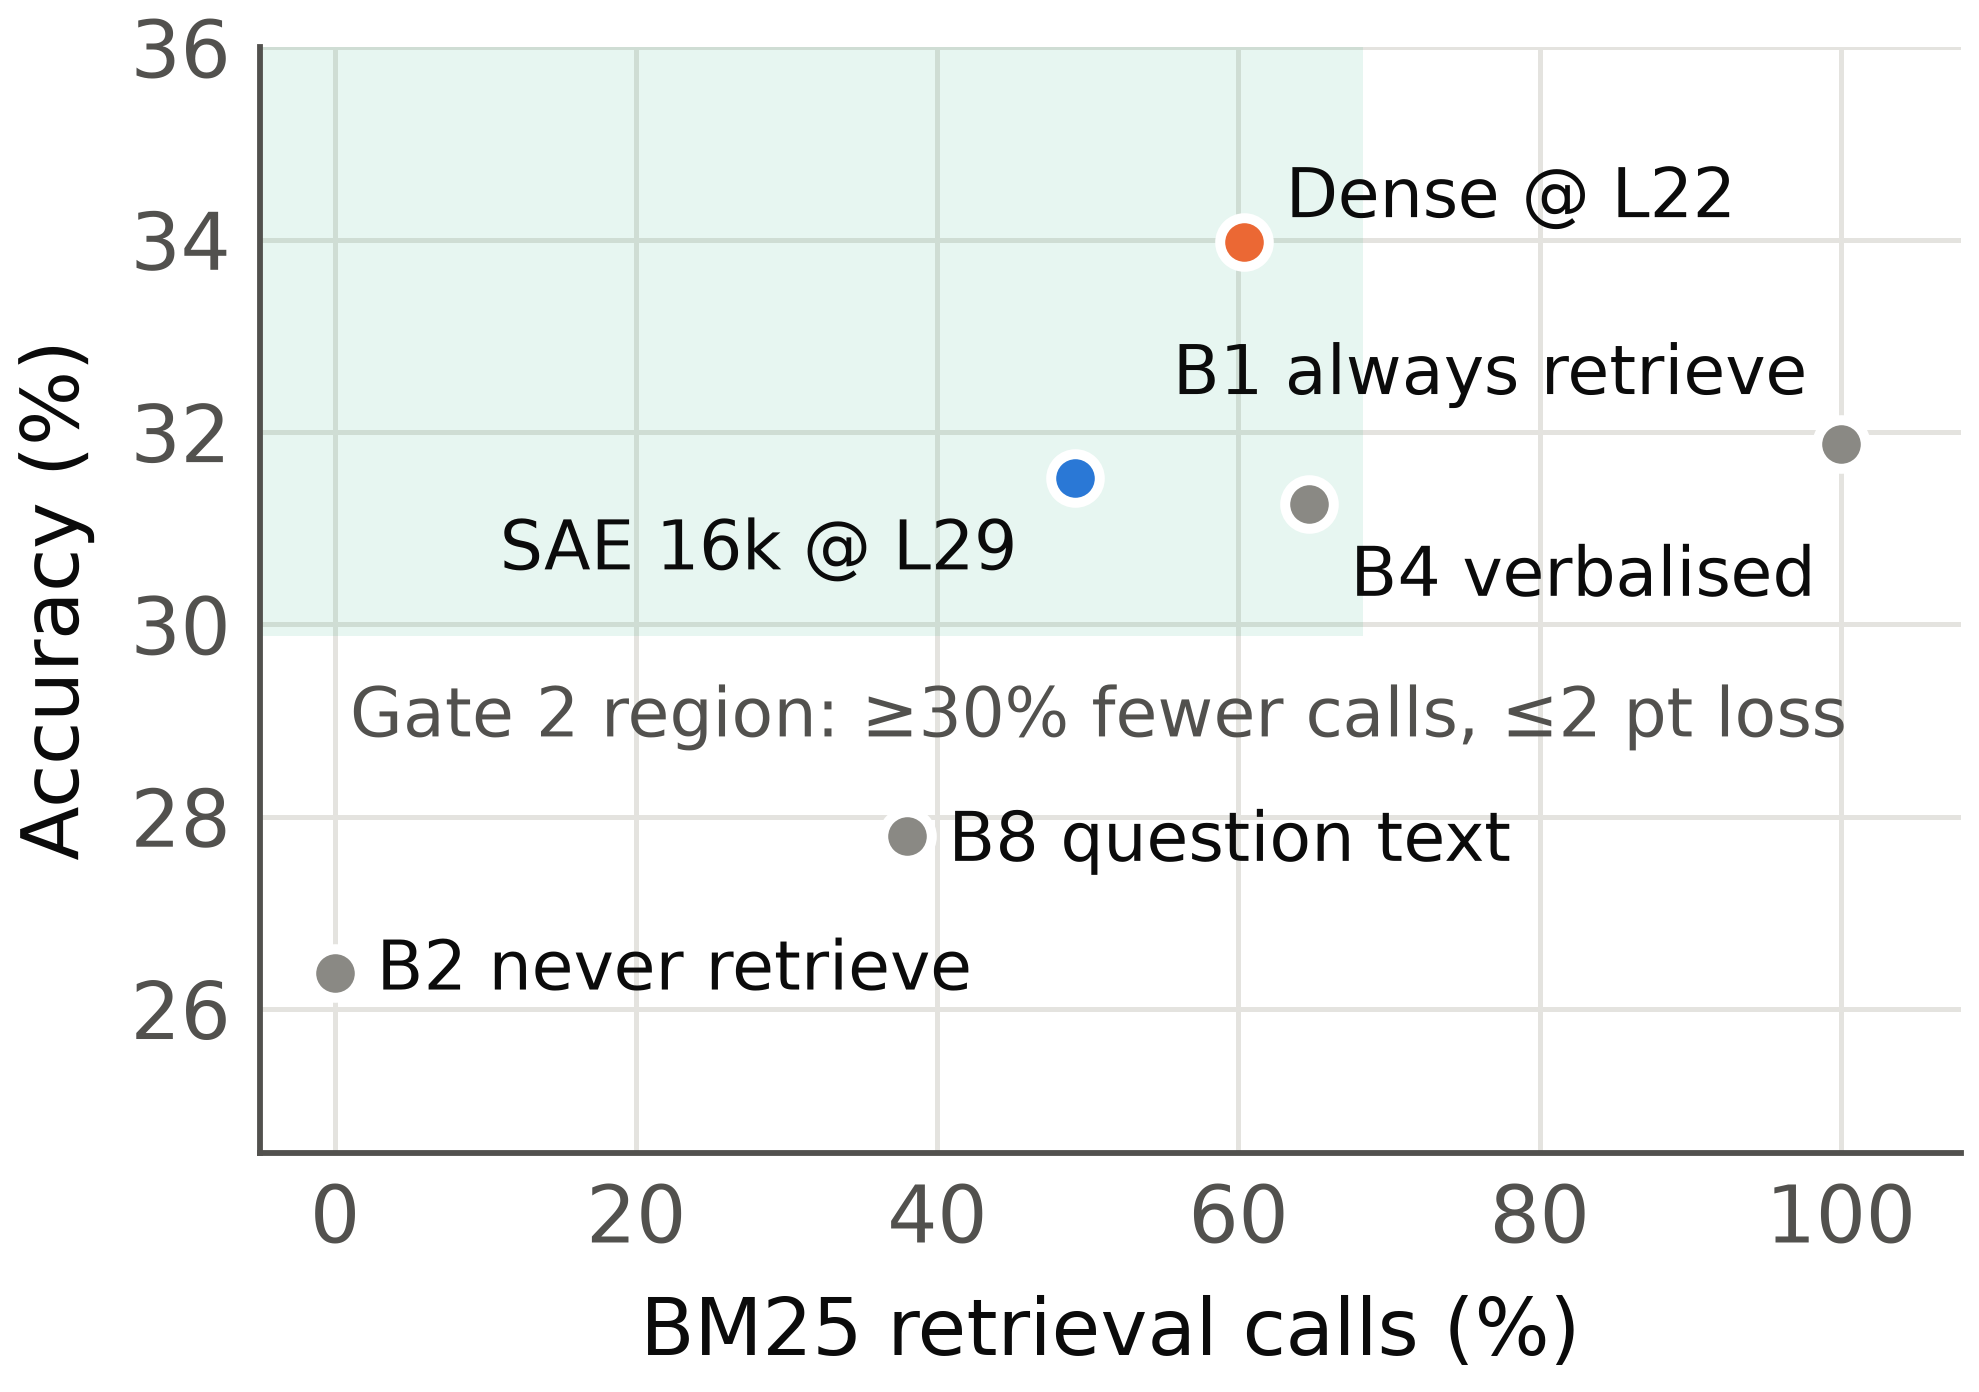 36
Dense @ L22
34
B1 always retrieve
32
SAE 16k @ L29
B4 verbalised
30
Gate 2 region: ≥30% fewer calls, ≤2 pt loss
28
B8 question text
B2 never retrieve
26
Accuracy (%)
0 20 40 60 80 100
BM25 retrieval calls (%)